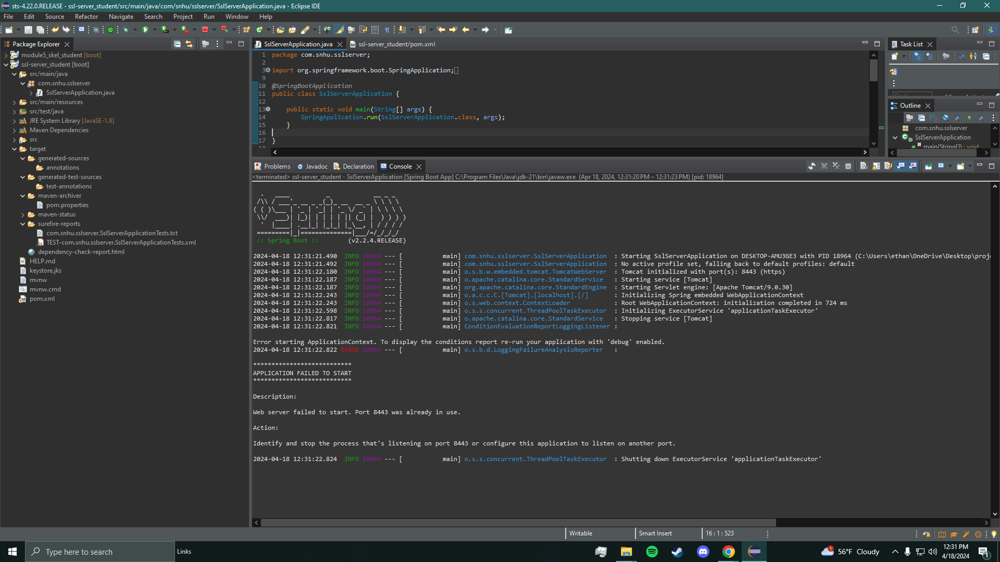 sts-4.22.0.RELEASE - ssl-server_student/src/main/java/com/snhu/sslserver/SslServerApplication.java - Eclipse IDE
File Edit Source Refactor Navigate Search Project Run Window Help
Package Explorer
module5_skel_student [boot]
ssl-server_student [boot]
src/main/java
com.snhu.sslserver
SslServerApplication.java
src/main/resources
src/test/java
JRE System Library [JavaSE-1.8]
Maven Dependencies
src
target
generated-sources
annotations
generated-test-sources
test-annotations
maven-archiver
pom.properties
maven-status
surefire-reports
com.snhu.sslserver.SslServerApplicationTests.txt
TEST-com.snhu.sslserver.SslServerApplicationTests.xml
dependency-check-report.html
HELP.md
keystore.jks
mvnw
mvnw.cmd
pom.xml
SslServerApplication.java ssl-server_student/pom.xml
1 package com.snhu.sslserver;
2
3 import org.springframework.boot.SpringApplication;
9
10 @SpringBootApplication
11 public class SslServerApplication {
12
13 public static void main(String[] args) {
14 SpringApplication.run(SslServerApplication.class, args);
15 }
16
17 }
Task List
Outline
com.snhu.sslserver
SslServerApplication
main(String[]) : void
Problems Javadoc Declaration Console
<terminated> ssl-server_student - SslServerApplication [Spring Boot App] C:\Program Files\Java\jdk-21\bin\javaw.exe (Apr 18, 2024, 12:31:20 PM – 12:31:23 PM) [pid: 18964]
  .   ____          _            __ _ _
 /\\ / ___'_ __ _ _(_)_ __  __ _ \ \ \ \
( ( )\___ | '_ | '_| | '_ \/ _` | \ \ \ \
 \\/  ___)| |_)| | | | | || (_| |  ) ) ) )
  '  |____| .__|_| |_|_| |_\__, | / / / /
 =========|_|==============|___/=/_/_/_/
 :: Spring Boot ::        (v2.2.4.RELEASE)
2024-04-18 12:31:21.490  INFO 18964 --- [           main] com.snhu.sslserver.SslServerApplication  : Starting SslServerApplication on DESKTOP-AMU3GE3 with PID 18964 (C:\Users\ethan\OneDrive\Desktop\proj
2024-04-18 12:31:21.492  INFO 18964 --- [           main] com.snhu.sslserver.SslServerApplication  : No active profile set, falling back to default profiles: default
2024-04-18 12:31:22.180  INFO 18964 --- [           main] o.s.b.w.embedded.tomcat.TomcatWebServer  : Tomcat initialized with port(s): 8443 (https)
2024-04-18 12:31:22.187  INFO 18964 --- [           main] o.apache.catalina.core.StandardService   : Starting service [Tomcat]
2024-04-18 12:31:22.187  INFO 18964 --- [           main] org.apache.catalina.core.StandardEngine  : Starting Servlet engine: [Apache Tomcat/9.0.30]
2024-04-18 12:31:22.243  INFO 18964 --- [           main] o.a.c.c.C.[Tomcat].[localhost].[/]       : Initializing Spring embedded WebApplicationContext
2024-04-18 12:31:22.243  INFO 18964 --- [           main] o.s.web.context.ContextLoader            : Root WebApplicationContext: initialization completed in 724 ms
2024-04-18 12:31:22.598  INFO 18964 --- [           main] o.s.s.concurrent.ThreadPoolTaskExecutor  : Initializing ExecutorService 'applicationTaskExecutor'
2024-04-18 12:31:22.817  INFO 18964 --- [           main] o.apache.catalina.core.StandardService   : Stopping service [Tomcat]
2024-04-18 12:31:22.821  INFO 18964 --- [           main] ConditionEvaluationReportLoggingListener :
Error starting ApplicationContext. To display the conditions report re-run your application with 'debug' enabled.
2024-04-18 12:31:22.822 ERROR 18964 --- [           main] o.s.b.d.LoggingFailureAnalysisReporter   :
***************************
APPLICATION FAILED TO START
***************************
Description:
Web server failed to start. Port 8443 was already in use.
Action:
Identify and stop the process that's listening on port 8443 or configure this application to listen on another port.
2024-04-18 12:31:22.824  INFO 18964 --- [           main] o.s.s.concurrent.ThreadPoolTaskExecutor  : Shutting down ExecutorService 'applicationTaskExecutor'
Writable Smart Insert 16 : 1 : 523
Type here to search Links 56°F Cloudy 12:31 PM
4/18/2024